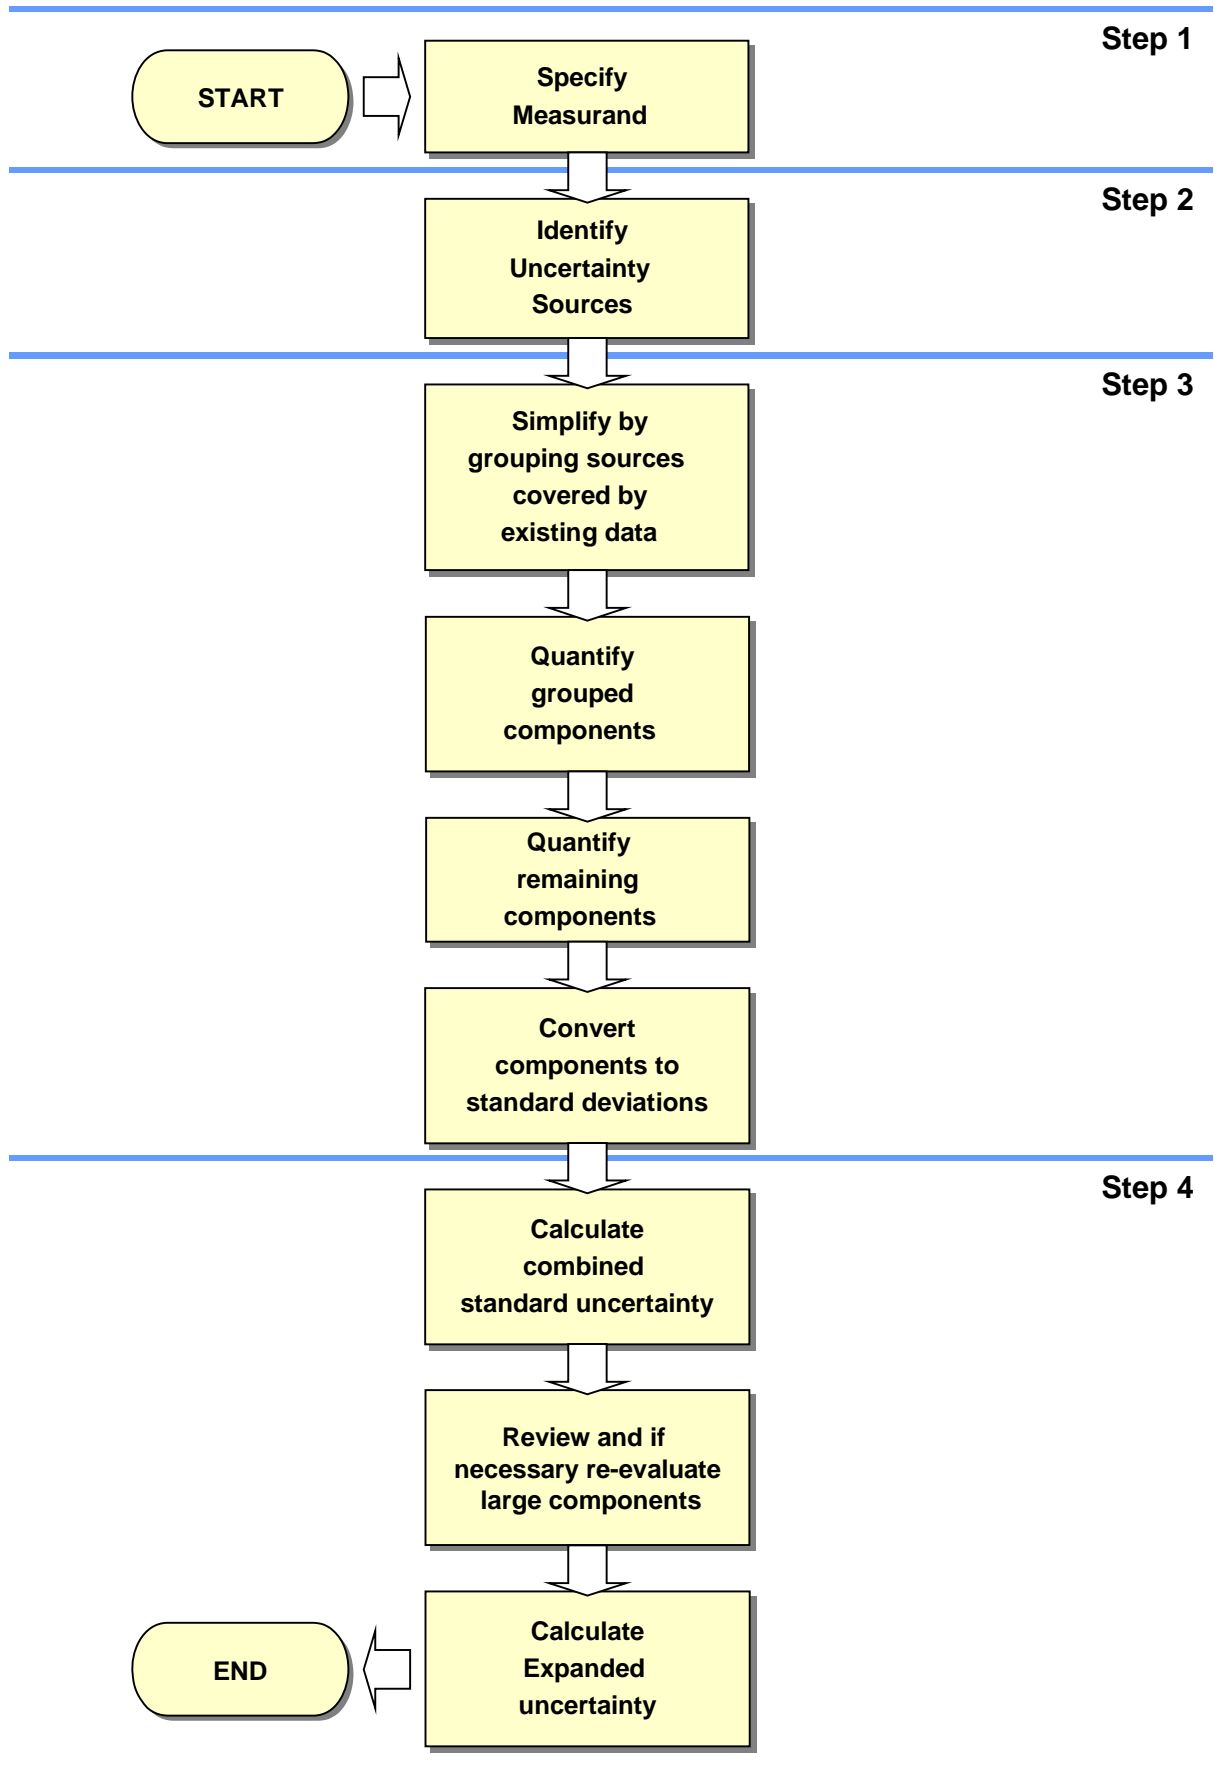 Step 1
START
Specify
Measurand
Step 2
Identify
Uncertainty
Sources
Step 3
Simplify by
grouping sources
covered by
existing data
Quantify
grouped
components
Quantify
remaining
components
Convert
components to
standard deviations
Step 4
Calculate
combined
standard uncertainty
Review and if
necessary re-evaluate
large components
Calculate
Expanded
uncertainty
END